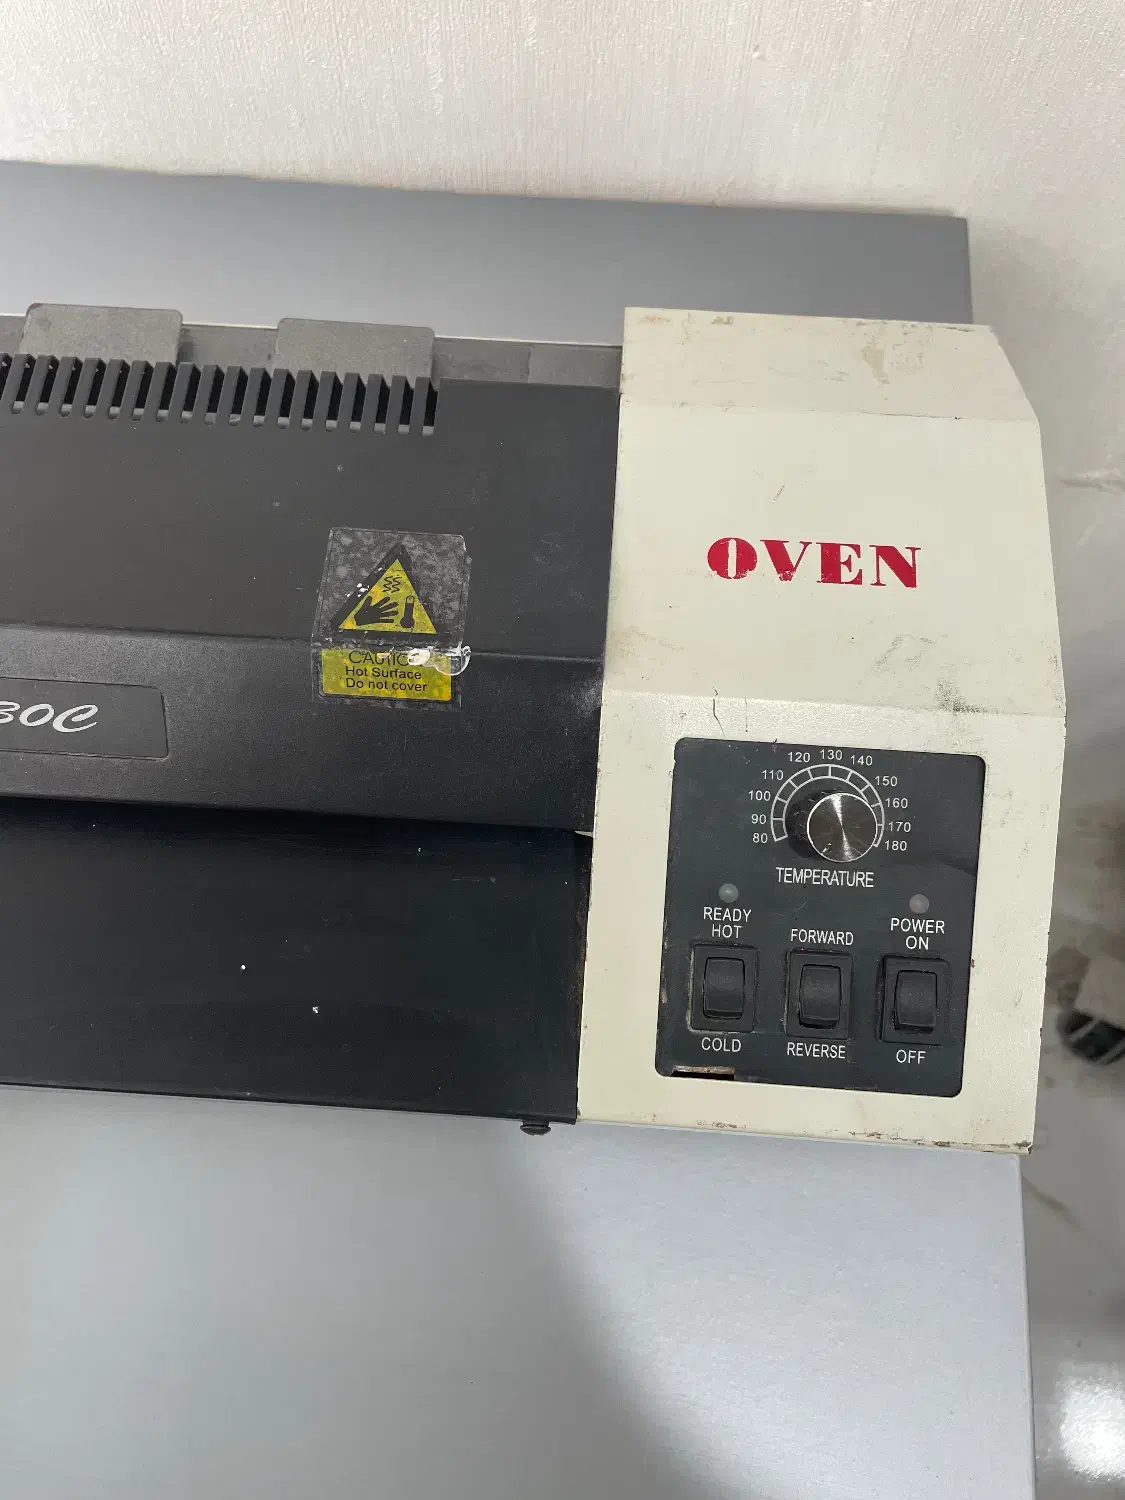 OVEN
CAUTION
Hot Surface
Do not cover
30C
80 90 100 110 120 130 140 150 160 170 180
TEMPERATURE
READY
HOT
FORWARD
POWER
ON
COLD
REVERSE
OFF